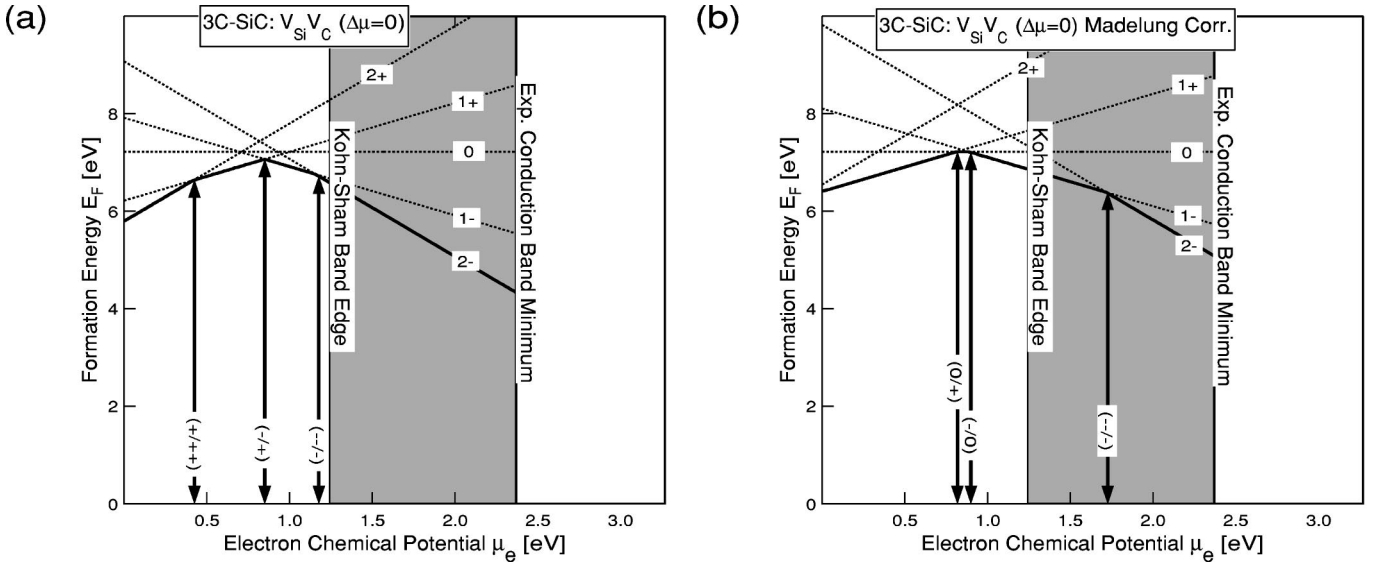 (a)
3C-SiC: V_Si V_C (Δμ=0)
Formation Energy E_F [eV]
8
6
4
2
0
2+
1+
0
1-
2-
Kohn-Sham Band Edge
Exp. Conduction Band Minimum
(++/+)
(+/-)
(--/-)
0.5 1.0 1.5 2.0 2.5 3.0
Electron Chemical Potential μ_e [eV]
(b)
3C-SiC: V_Si V_C (Δμ=0) Madelung Corr.
Formation Energy E_F [eV]
8
6
4
2
0
2+
1+
0
1-
2-
Kohn-Sham Band Edge
Exp. Conduction Band Minimum
(0/+)
(0/-)
(--/-)
0.5 1.0 1.5 2.0 2.5 3.0
Electron Chemical Potential μ_e [eV]